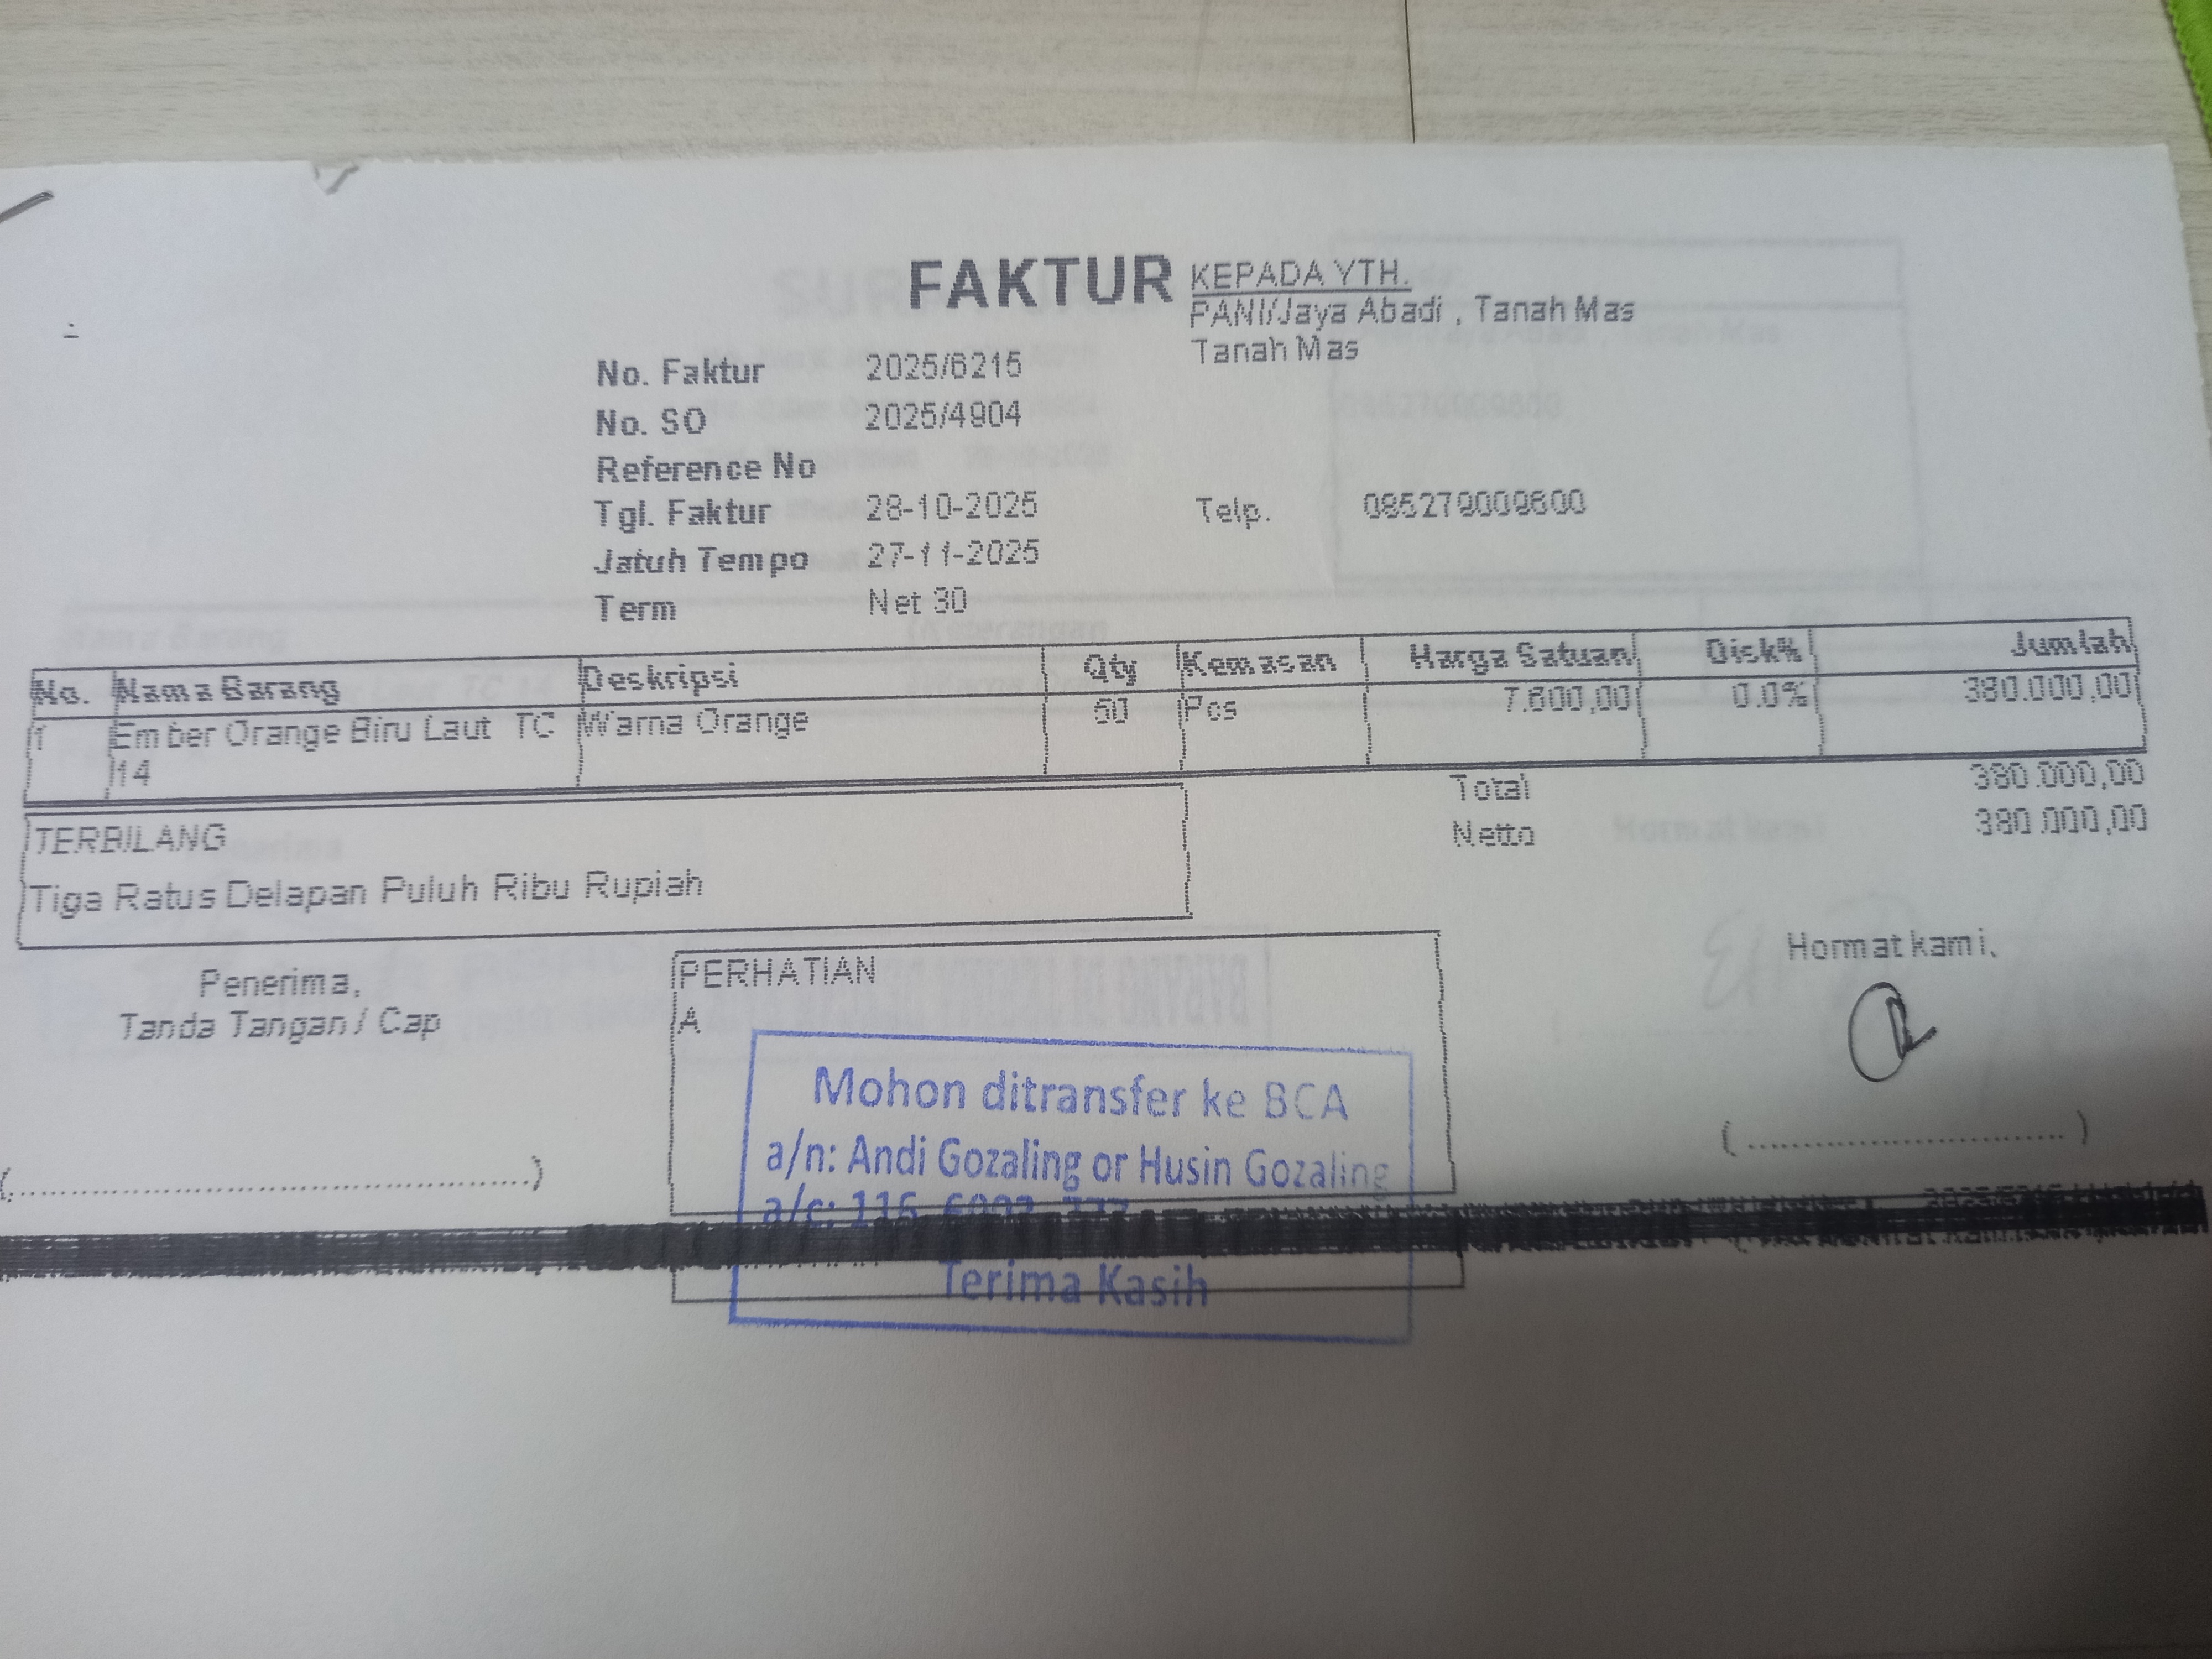 FAKTUR
KEPADA YTH.
PANI/Jaya Abadi , Tanah Mas
Tanah Mas
No. Faktur 2025/6215
No. SO 2025/4904
Reference No
Tgl. Faktur 28-10-2025
Telp. 085279009600
Jatuh Tempo 27-11-2025
Term Net 30
No. Nama Barang Deskripsi Qty Kemasan Harga Satuan Disk% Jumlah
1 Ember Orange Biru Laut TC Warna Orange 50 Pcs 7.600,00 0.0% 380.000,00
14
Total 380.000,00
Netto 380.000,00
TERBILANG
Tiga Ratus Delapan Puluh Ribu Rupiah
Penerima,
Tanda Tangan / Cap
PERHATIAN
A
Hormat kami,
Mohon ditransfer ke BCA
a/n: Andi Gozaling or Husin Gozaling
a/c: 116
Terima Kasih
(..............................................)
( .............................. )